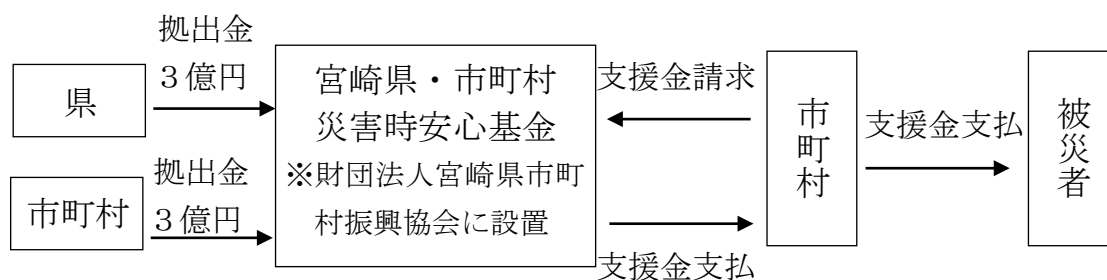 拠出金
３億円
県
市町村
拠出金
３億円
宮崎県・市町村
災害時安心基金
※財団法人宮崎県市町
村振興協会に設置
支援金請求
支援金支払
市町村
支援金支払
被災者